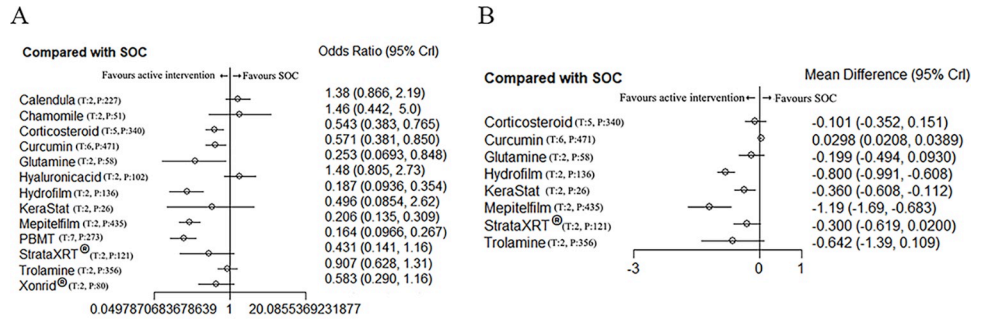 A
Compared with SOC
Odds Ratio (95% CrI)
Favours active intervention
Favours SOC
Calendula (T:2, P:227) 1.38 (0.866, 2.19)
Chamomile (T:2, P:51) 1.46 (0.442, 5.0)
Corticosteroid (T:5, P:340) 0.543 (0.383, 0.765)
Curcumin (T:6, P:471) 0.571 (0.381, 0.850)
Glutamine (T:2, P:58) 0.253 (0.0693, 0.848)
Hyaluronicacid (T:2, P:102) 1.48 (0.805, 2.73)
Hydrofilm (T:2, P:136) 0.187 (0.0936, 0.354)
KeraStat (T:2, P:26) 0.496 (0.0854, 2.62)
Mepitelfilm (T:2, P:435) 0.206 (0.135, 0.309)
PBMT (T:7, P:273) 0.164 (0.0966, 0.267)
StrataXRT® (T:2, P:121) 0.431 (0.141, 1.16)
Trolamine (T:2, P:356) 0.907 (0.628, 1.31)
Xonrid® (T:2, P:80) 0.583 (0.290, 1.16)
0.0497870683678639 1 20.0855369231877
B
Compared with SOC
Mean Difference (95% CrI)
Favours active intervention
Favours SOC
Corticosteroid (T:5, P:340) -0.101 (-0.352, 0.151)
Curcumin (T:6, P:471) 0.0298 (0.0208, 0.0389)
Glutamine (T:2, P:58) -0.199 (-0.494, 0.0930)
Hydrofilm (T:2, P:136) -0.800 (-0.991, -0.608)
KeraStat (T:2, P:26) -0.360 (-0.608, -0.112)
Mepitelfilm (T:2, P:435) -1.19 (-1.69, -0.683)
StrataXRT® (T:2, P:121) -0.300 (-0.619, 0.0200)
Trolamine (T:2, P:356) -0.642 (-1.39, 0.109)
-3 0 1